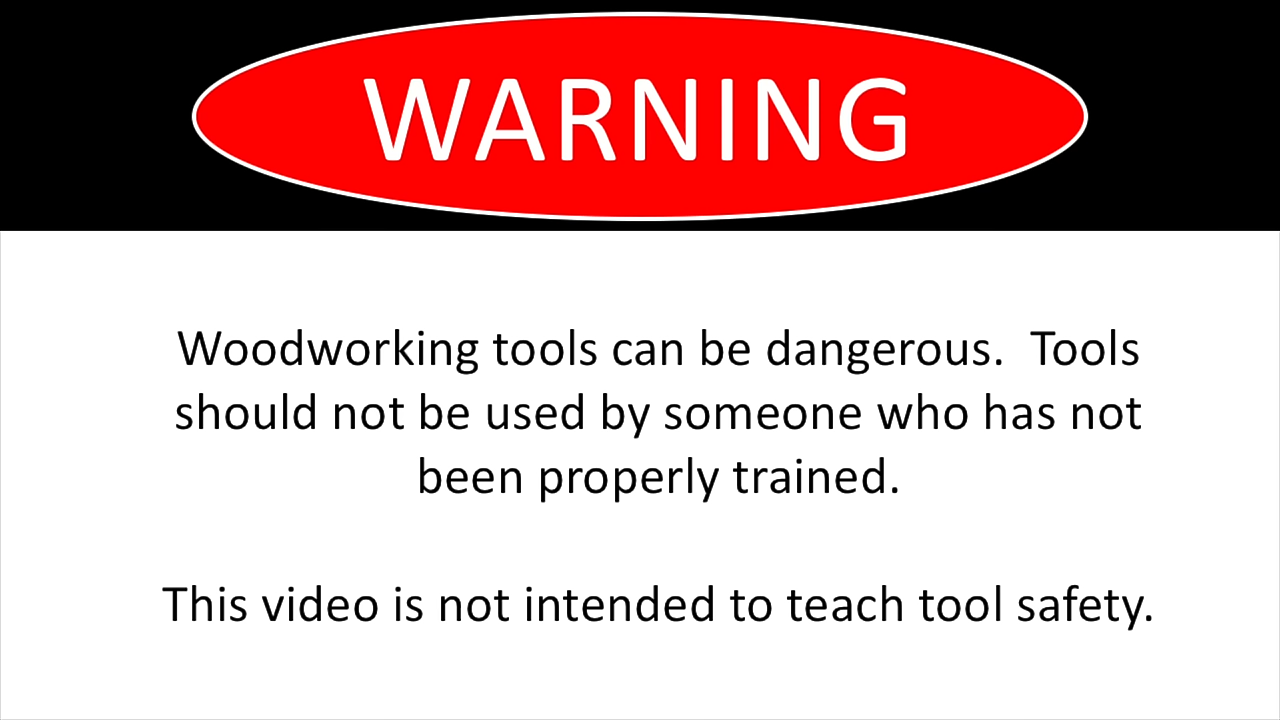 WARNING
Woodworking tools can be dangerous.  Tools
should not be used by someone who has not
been properly trained.
This video is not intended to teach tool safety.